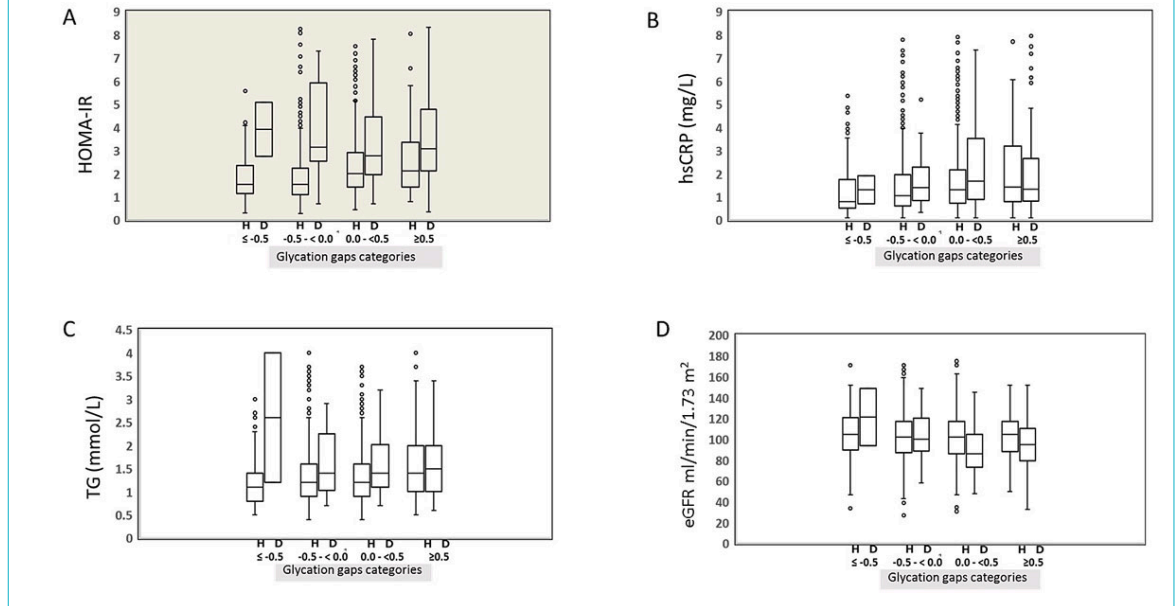 A
HOMA-IR
9
8
7
6
5
4
3
2
1
0
H D H D H D H D
≤ -0.5 -0.5 - < 0.0 0.0 - <0.5 ≥0.5
Glycation gaps categories
B
hsCRP (mg/L)
9
8
7
6
5
4
3
2
1
0
H D H D H D H D
≤ -0.5 -0.5 - < 0.0 0.0 - <0.5 ≥0.5
Glycation gaps categories
C
TG (mmol/L)
4.5
4
3.5
3
2.5
2
1.5
1
0.5
0
H D H D H D H D
≤ -0.5 -0.5 - < 0.0 0.0 - <0.5 ≥0.5
Glycation gaps categories
D
eGFR ml/min/1.73 m²
200
180
160
140
120
100
80
60
40
20
0
H D H D H D H D
≤ -0.5 -0.5 - < 0.0 0.0 - <0.5 ≥0.5
Glycation gaps categories